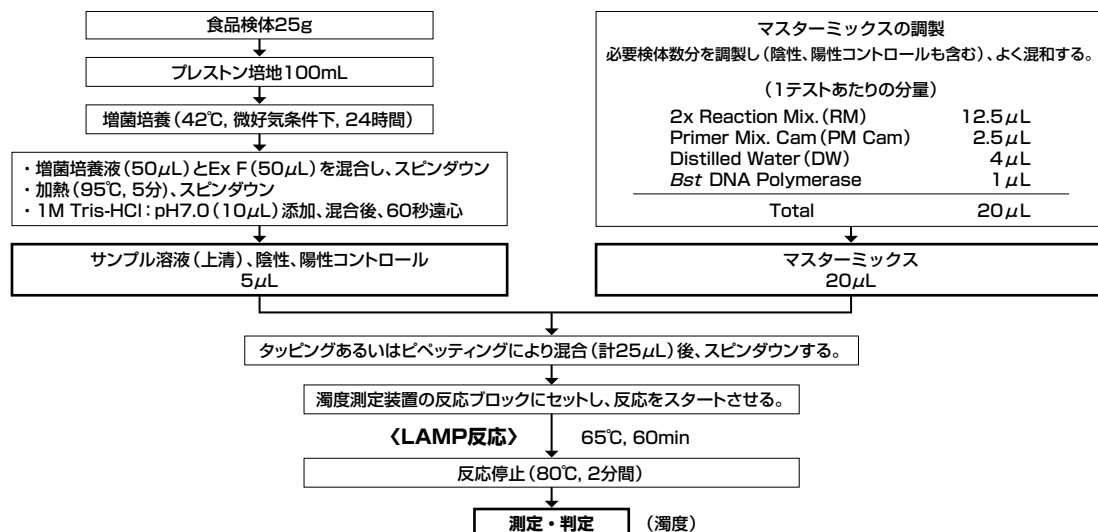 食品検体25g
プレストン培地100mL
増菌培養（42℃, 微好気条件下, 24時間）
・増菌培養液（50μL）とEx F（50μL）を混合し、スピンダウン
・加熱（95℃, 5分）、スピンダウン
・1M Tris-HCl：pH7.0（10μL）添加、混合後、60秒遠心
サンプル溶液（上清）、陰性、陽性コントロール
5μL
マスターミックスの調製
必要検体数分を調製し（陰性、陽性コントロールも含む）、よく混和する。
（1テストあたりの分量）
2x Reaction Mix.（RM） 12.5μL
Primer Mix. Cam（PM Cam） 2.5μL
Distilled Water（DW） 4μL
Bst DNA Polymerase 1μL
Total 20μL
マスターミックス
20μL
タッピングあるいはピペッティングにより混合（計25μL）後、スピンダウンする。
濁度測定装置の反応ブロックにセットし、反応をスタートさせる。
〈LAMP反応〉 65℃, 60min
反応停止（80℃, 2分間）
測定・判定 （濁度）